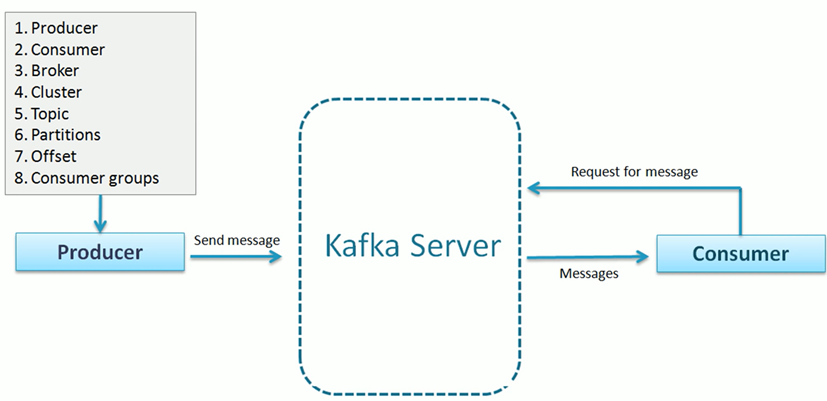 1. Producer
2. Consumer
3. Broker
4. Cluster
5. Topic
6. Partitions
7. Offset
8. Consumer groups
Producer
Send message
Kafka Server
Request for message
Messages
Consumer